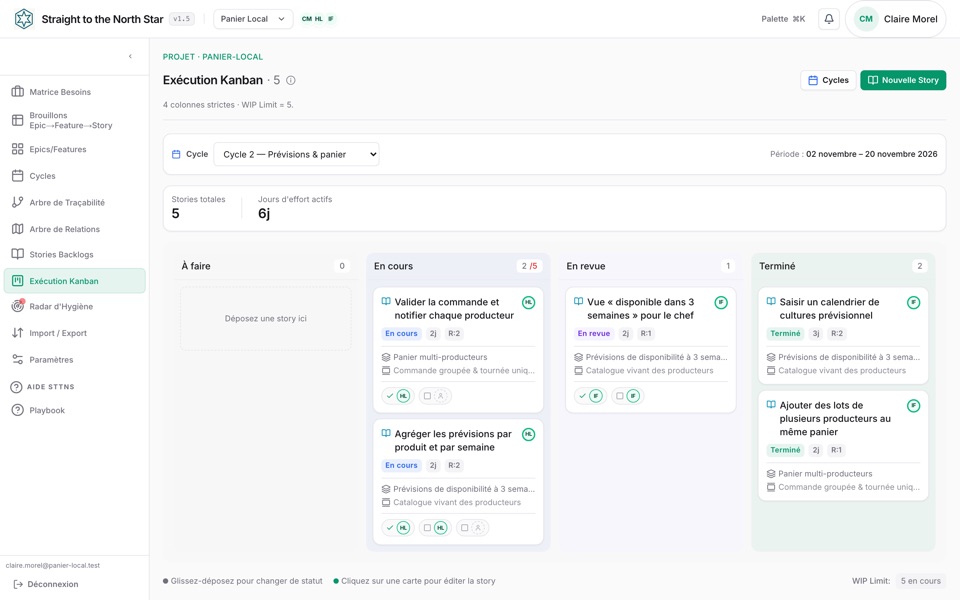 Straight to the North Star v1.5 Panier Local CM HL IF Palette ⌘K CM Claire Morel
Matrice Besoins
Brouillons
Epic→Feature→Story
Epics/Features
Cycles
Arbre de Traçabilité
Arbre de Relations
Stories Backlogs
Exécution Kanban
Radar d'Hygiène
Import / Export
Paramètres
AIDE STTNS
Playbook
claire.morel@panier-local.test
Déconnexion
PROJET · PANIER-LOCAL
Exécution Kanban · 5
Cycles
Nouvelle Story
4 colonnes strictes · WIP Limit = 5.
Cycle Cycle 2 — Prévisions & panier
Période : 02 novembre – 20 novembre 2026
Stories totales
5
Jours d'effort actifs
6j
À faire 0
Déposez une story ici
En cours 2 /5
Valider la commande et
notifier chaque producteur
HL
En cours 2j R:2
Panier multi-producteurs
Commande groupée & tournée uniq...
HL
Agréger les prévisions par
produit et par semaine
HL
En cours 2j R:2
Prévisions de disponibilité à 3 sema...
Catalogue vivant des producteurs
HL HL
En revue 1
Vue « disponible dans 3
semaines » pour le chef
IF
En revue 2j R:1
Prévisions de disponibilité à 3 sema...
Catalogue vivant des producteurs
IF IF
Terminé 2
Saisir un calendrier de
cultures prévisionnel
IF
Terminé 3j R:2
Prévisions de disponibilité à 3 sema...
Catalogue vivant des producteurs
Ajouter des lots de
plusieurs producteurs au
même panier
IF
Terminé 2j R:1
Panier multi-producteurs
Commande groupée & tournée uniq...
Glissez-déposez pour changer de statut
Cliquez sur une carte pour éditer la story
WIP Limit: 5 en cours